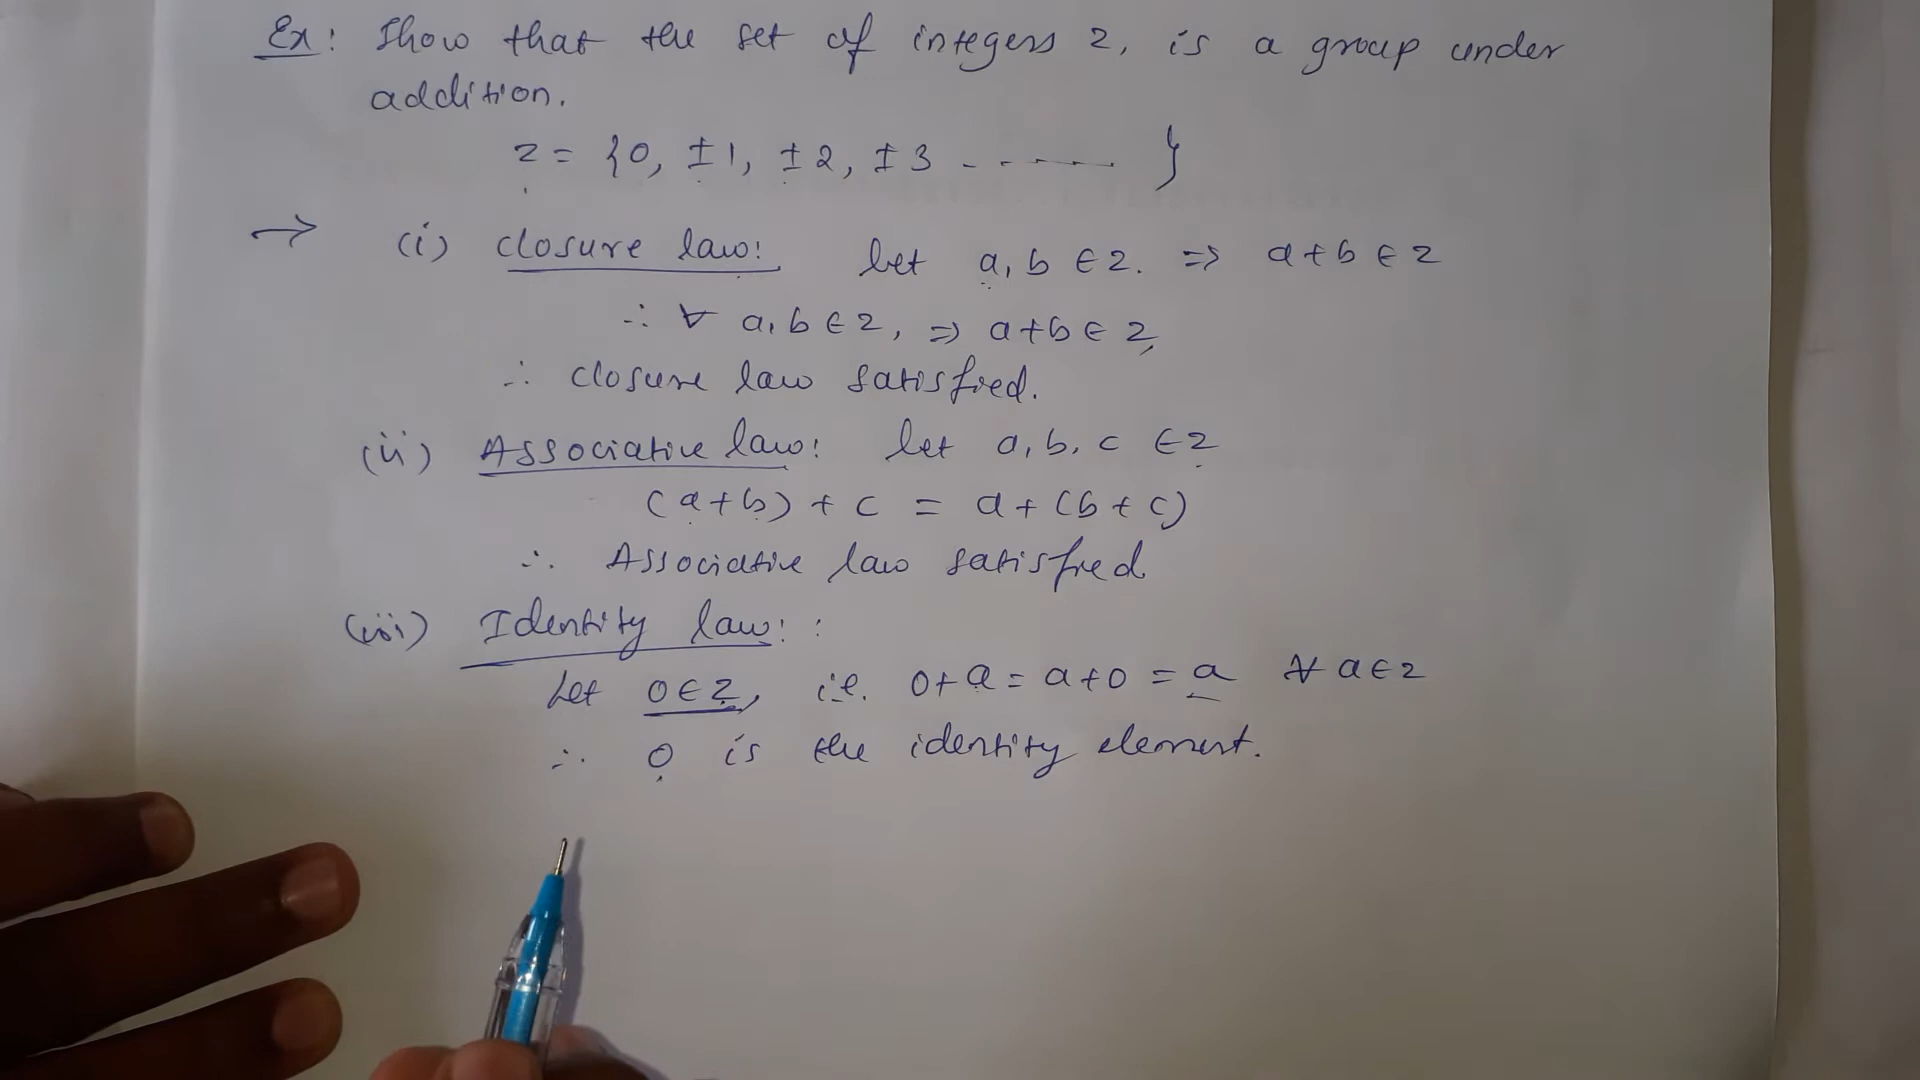 Ex: Show that the set of integers z, is a group under
addition.
z = {0, ±1, ±2, ±3 - - - - - - }
→ (i) closure law: let a, b ∈ z. => a+b ∈ z
∴ ∀ a, b ∈ z, => a+b ∈ z,
∴ closure law satisfied.
(ii) Associative law: let a, b, c ∈ z
(a+b) + c = a + (b + c)
∴ Associative law satisfied
(iii) Identity law: :
Let 0 ∈ z, i.e. 0+a = a+0 = a ∀ a ∈ z
∴ 0 is the identity element.